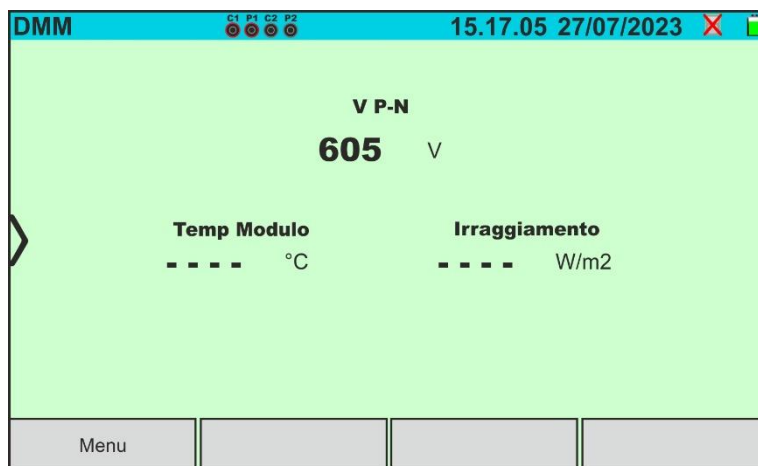 DMM C1 P1 C2 P2 15.17.05 27/07/2023
V P-N
605 V
Temp Modulo Irraggiamento
- - - - °C - - - - W/m2
Menu